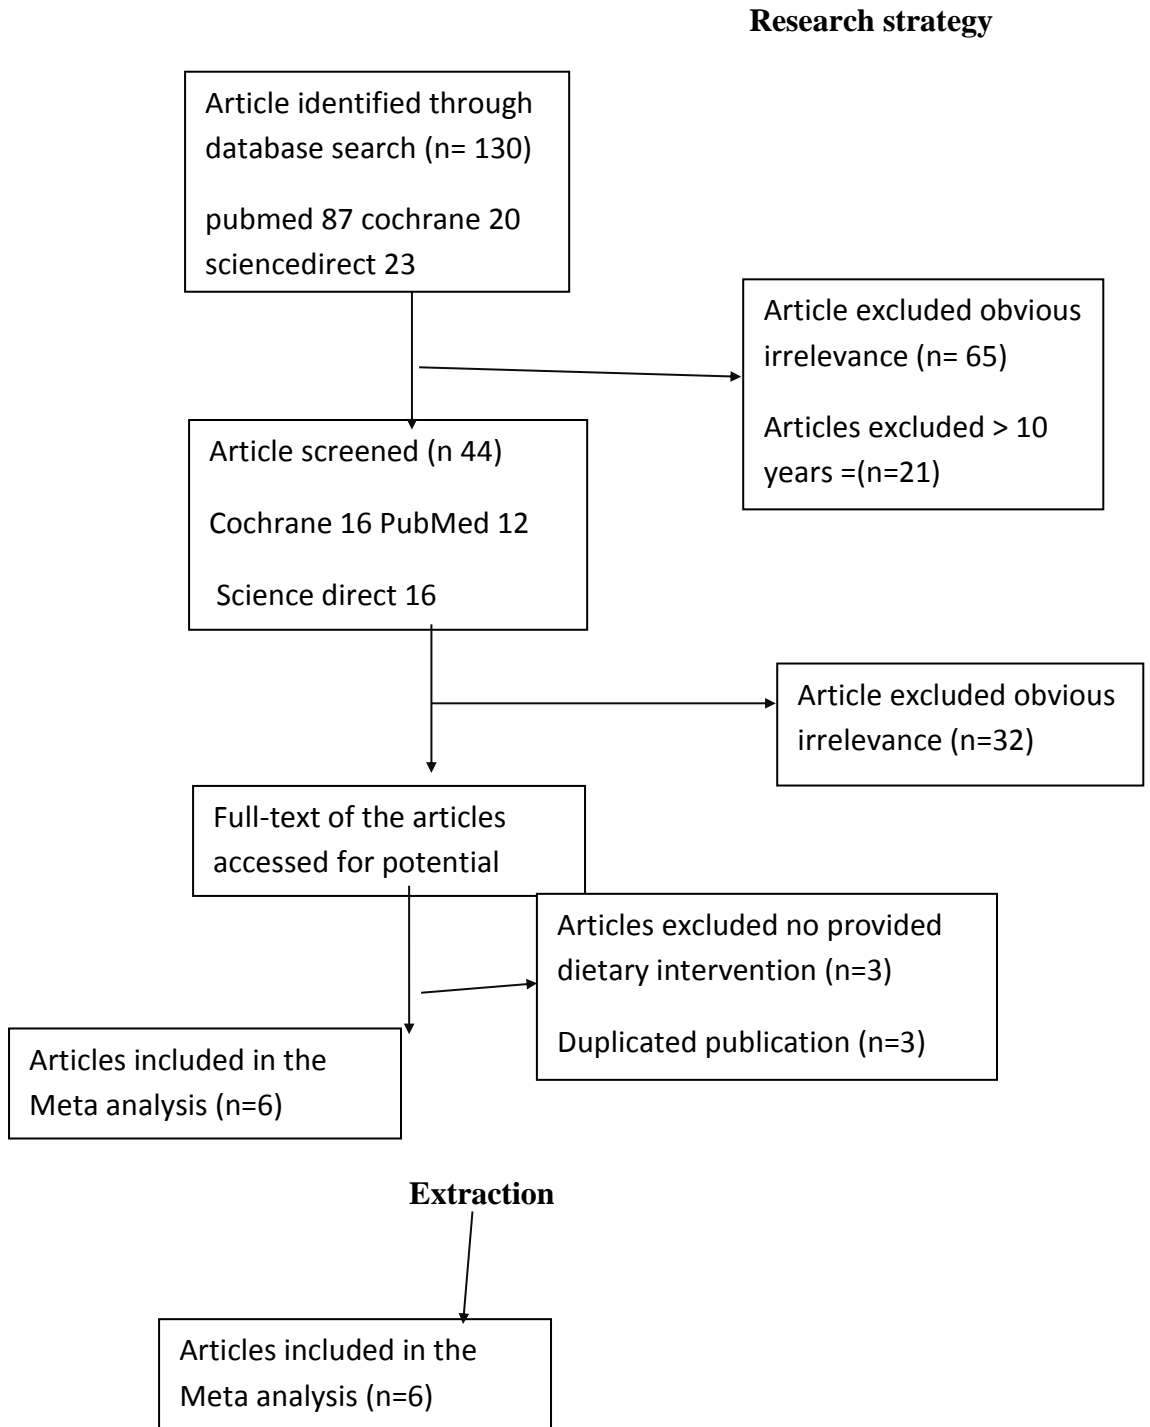 Research strategy
Article identified through
database search (n= 130)
pubmed 87 cochrane 20
sciencedirect 23
Article excluded obvious
irrelevance (n= 65)
Articles excluded > 10
years =(n=21)
Article screened (n 44)
Cochrane 16 PubMed 12
Science direct 16
Article excluded obvious
irrelevance (n=32)
Full-text of the articles
accessed for potential
Articles excluded no provided
dietary intervention (n=3)
Duplicated publication (n=3)
Articles included in the
Meta analysis (n=6)
Extraction
Articles included in the
Meta analysis (n=6)